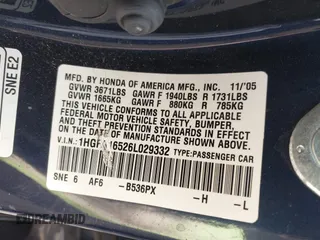 SNE E2
MFD. BY HONDA OF AMERICA MFG., INC. 11/'05
GVWR 3671LBS GAWR F 1940LBS R 1731LBS
GVWR 1665KG GAWR F 880KG R 785KG
THIS VEHICLE CONFORMS TO ALL APPLICABLE
FEDERAL MOTOR VEHICLE SAFETY, BUMPER,
AND THEFT PREVENTION STANDARDS IN EFFECT
ON THE DATE OF MANUFACTURE SHOWN ABOVE.
V.I.N.: 16526L029332 TYPE: PASSENGER CAR
SNE 6 AF6 -B536PX -H -L
DREAMBID